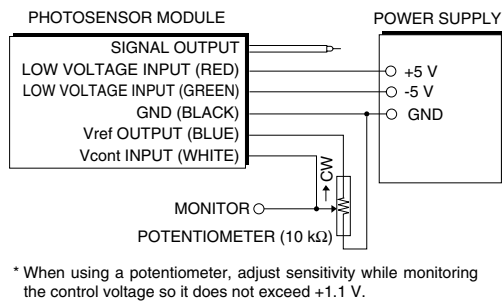 PHOTOSENSOR MODULE
POWER SUPPLY
SIGNAL OUTPUT
LOW VOLTAGE INPUT (RED)
+5 V
LOW VOLTAGE INPUT (GREEN)
-5 V
GND (BLACK)
GND
Vref OUTPUT (BLUE)
Vcont INPUT (WHITE)
CW
MONITOR
POTENTIOMETER (10 kΩ)
* When using a potentiometer, adjust sensitivity while monitoring
the control voltage so it does not exceed +1.1 V.